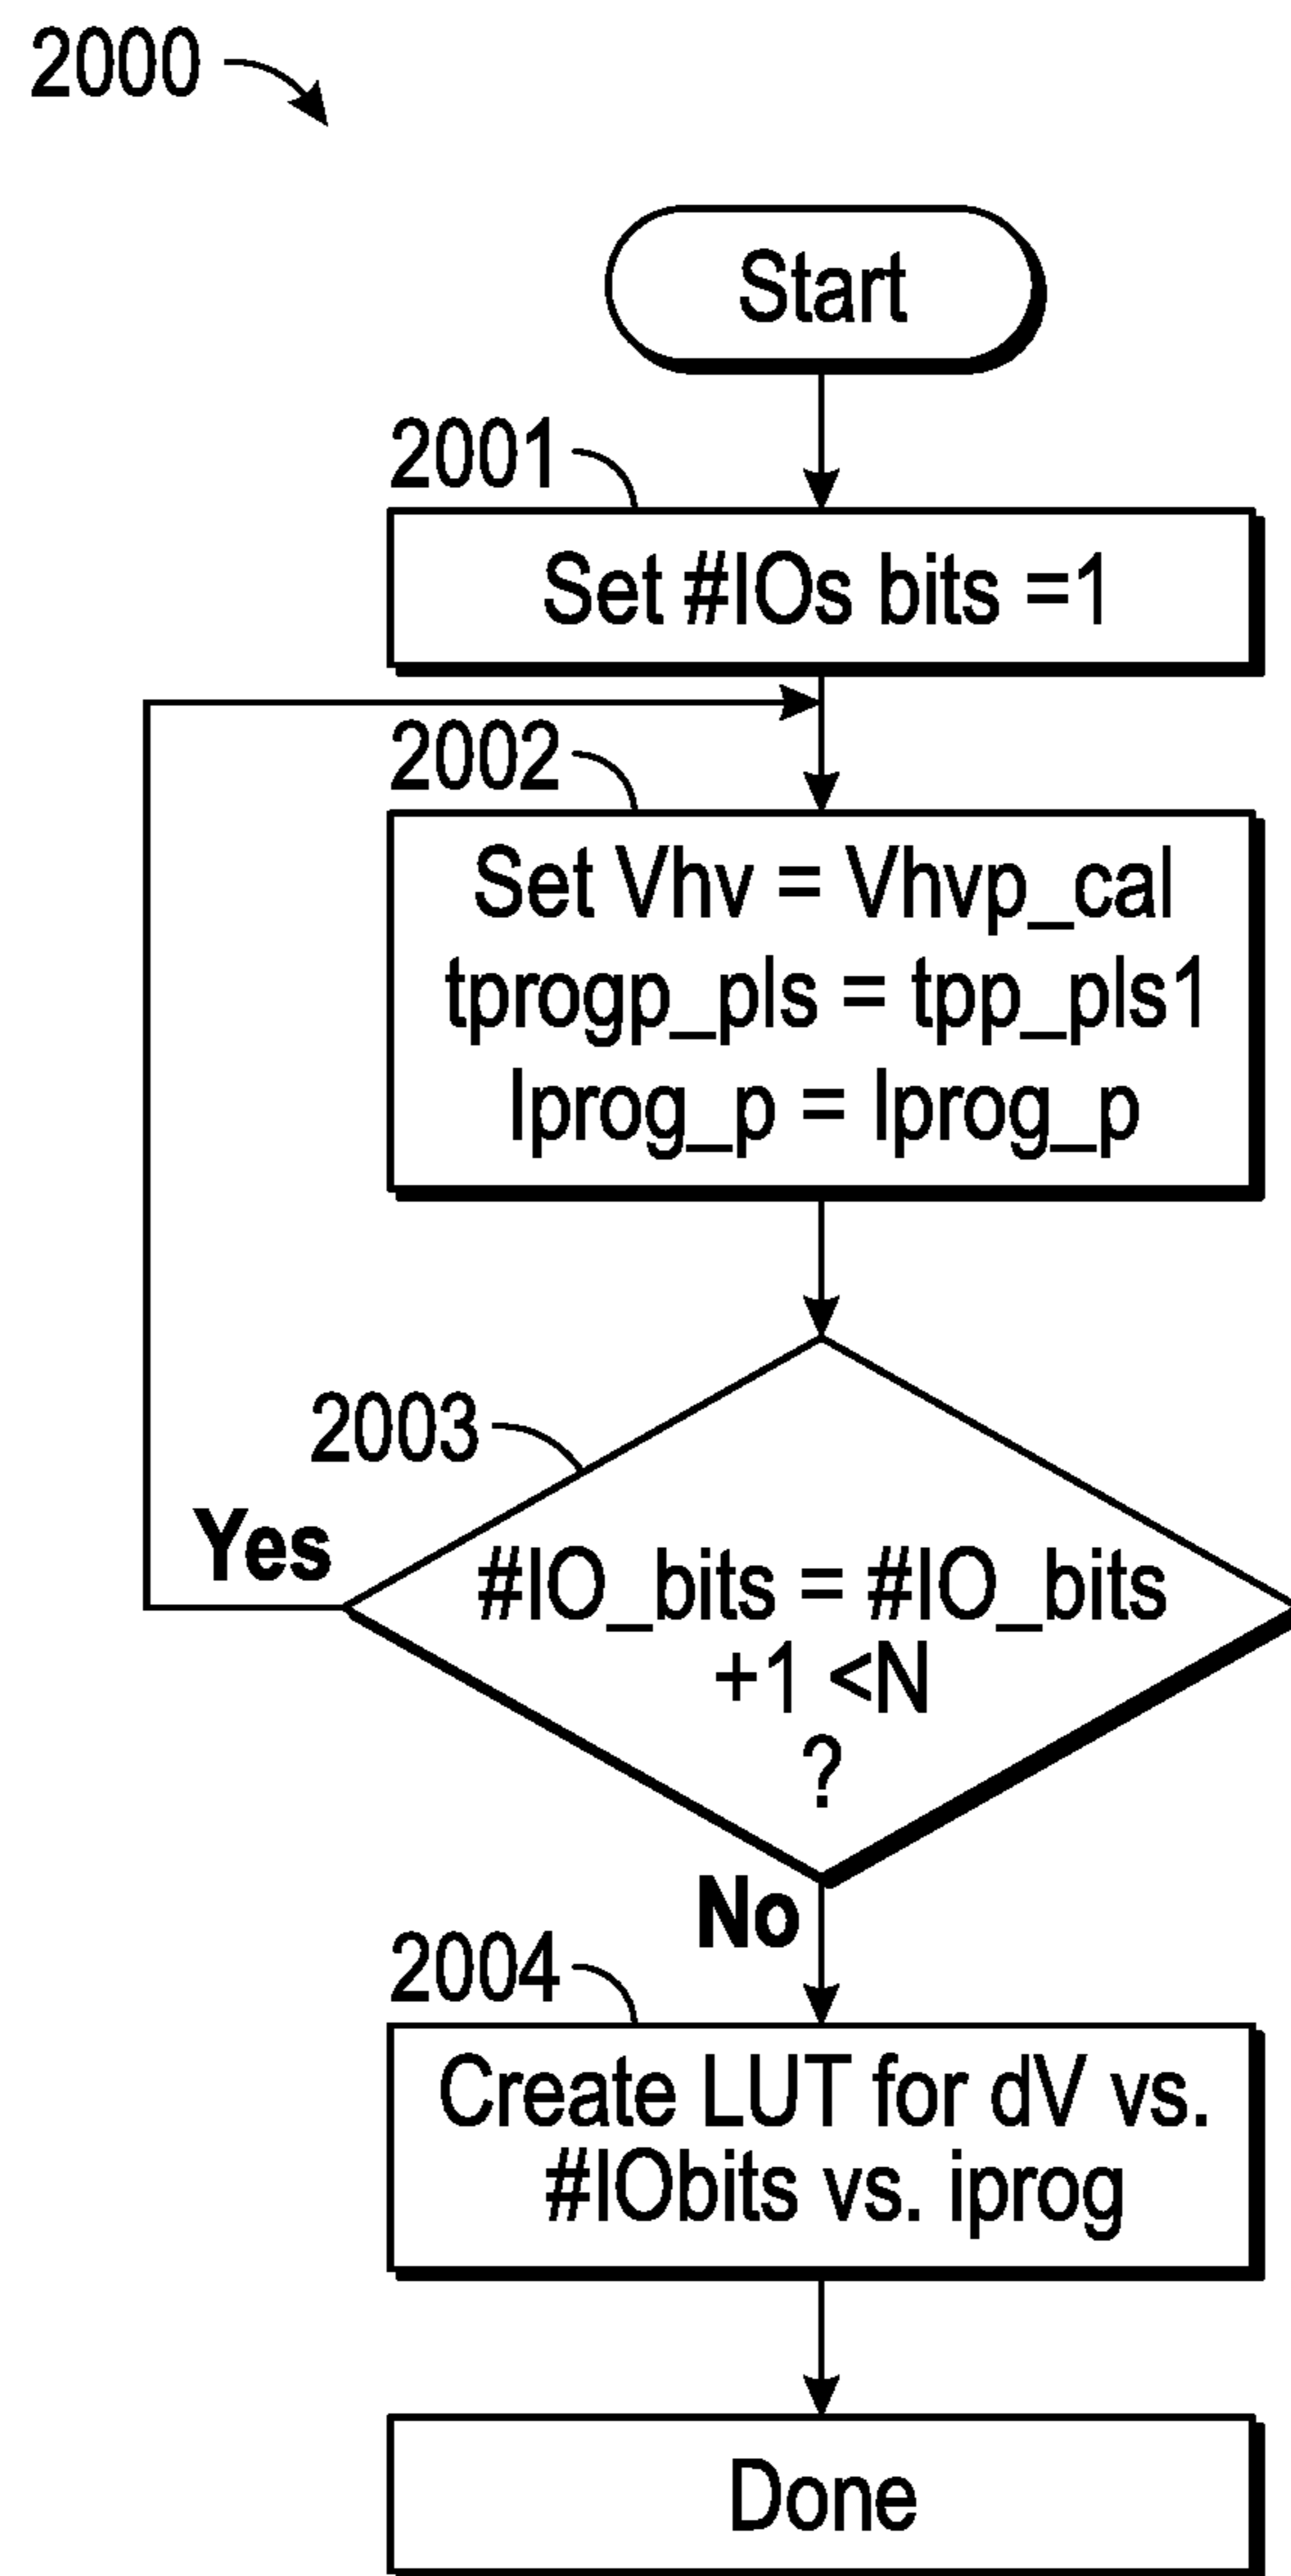 2000
Start
2001
Set #IOs bits =1
2002
Set Vhv = Vhvp_cal
tprogp_pls = tpp_pls1
Iprog_p = Iprog_p
2003
Yes
#IO_bits = #IO_bits
+1 <N
?
No
2004
Create LUT for dV vs.
#IObits vs. iprog
Done